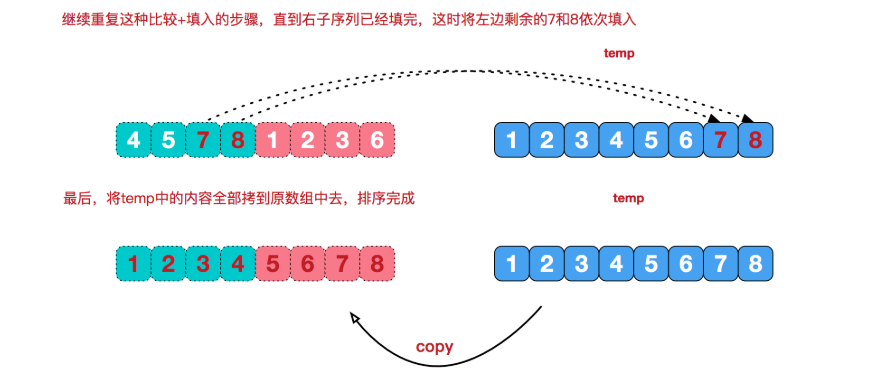 继续重复这种比较+填入的步骤，直到右子序列已经填完，这时将左边剩余的7和8依次填入
temp
4 5 7 8 1 2 3 6
1 2 3 4 5 6 7 8
最后，将temp中的内容全部拷到原数组中去，排序完成
temp
1 2 3 4 5 6 7 8
1 2 3 4 5 6 7 8
copy